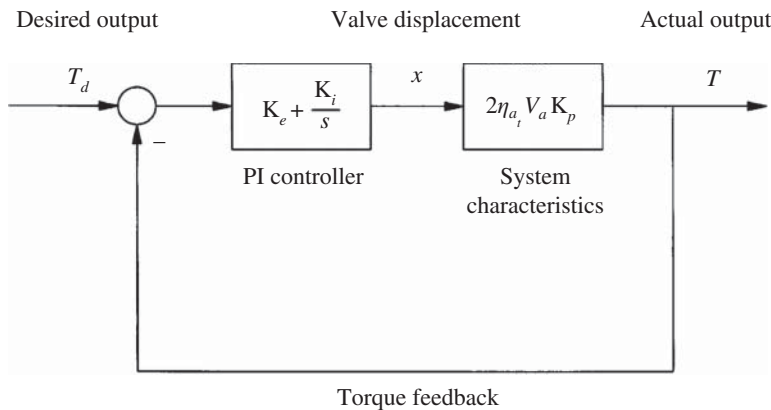 Desired output
Valve displacement
Actual output
T_d
x
T
K_e + K_i/s
2η_{a_t} V_a K_p
−
PI controller
System
characteristics
Torque feedback